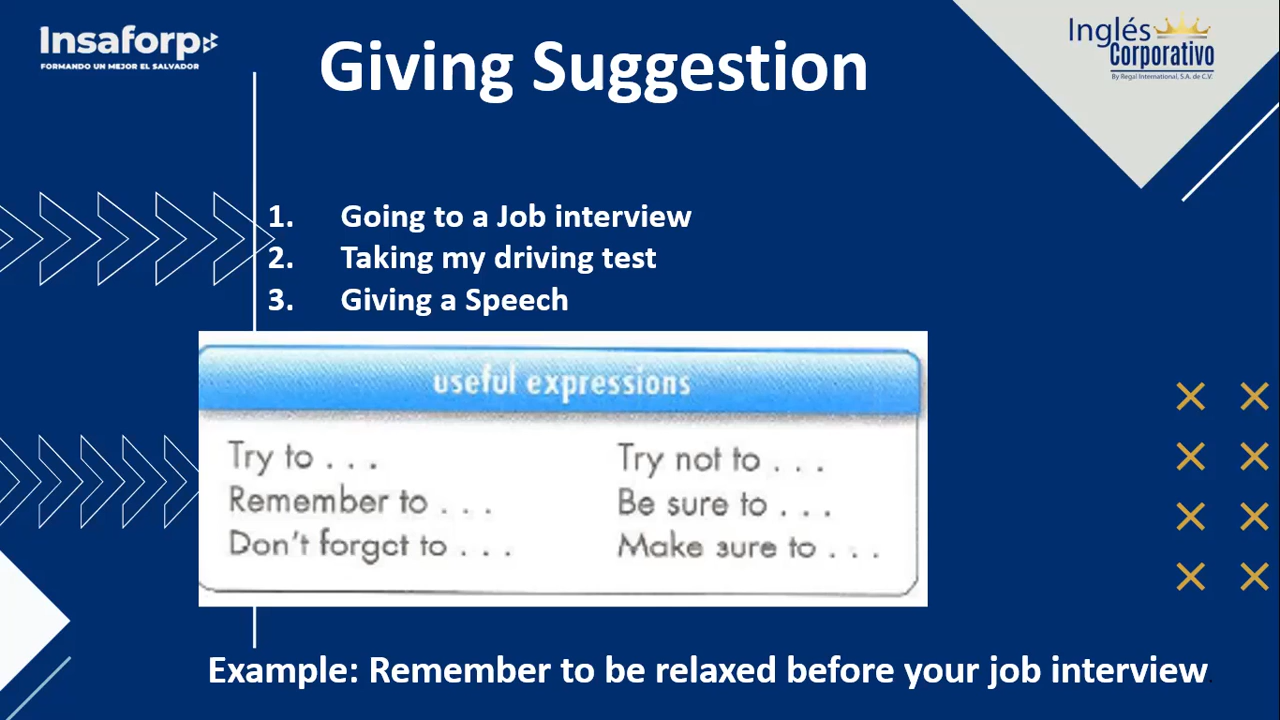 Insaforp
FORMANDO UN MEJOR EL SALVADOR
Giving Suggestion
Inglés
Corporativo
By Regal International, S.A. de C.V.
1. Going to a Job interview
2. Taking my driving test
3. Giving a Speech
useful expressions
Try to . . .
Remember to . . .
Don't forget to . . .
Try not to . . .
Be sure to . . .
Make sure to . . .
Example: Remember to be relaxed before your job interview.